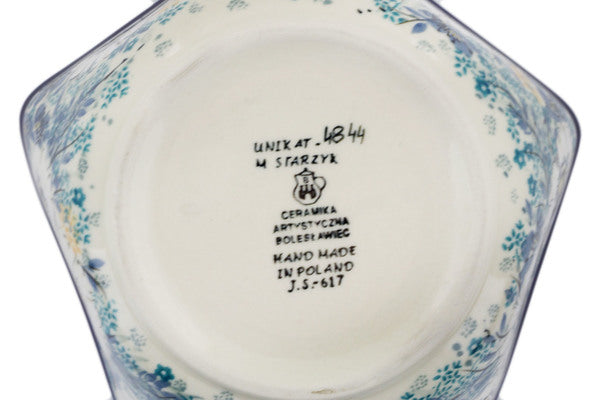 UNIKAT-4844
M STARZYK
B
CERAMIKA
ARTYSTYCZNA
BOLESŁAWIEC
HAND MADE
IN POLAND
J.S.-617